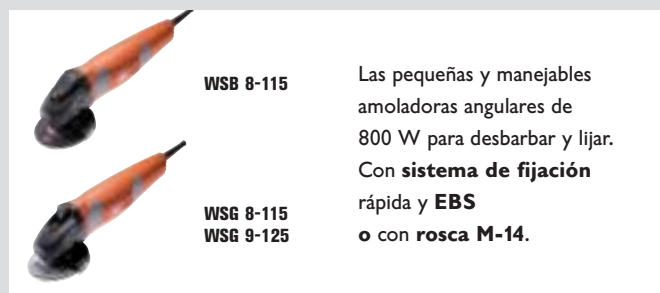 WSB 8-115
WSG 8-115
WSG 9-125
Las pequeñas y manejables
amoladoras angulares de
800 W para desbarbar y lijar.
Con sistema de fijación
rápida y EBS
o con rosca M-14.